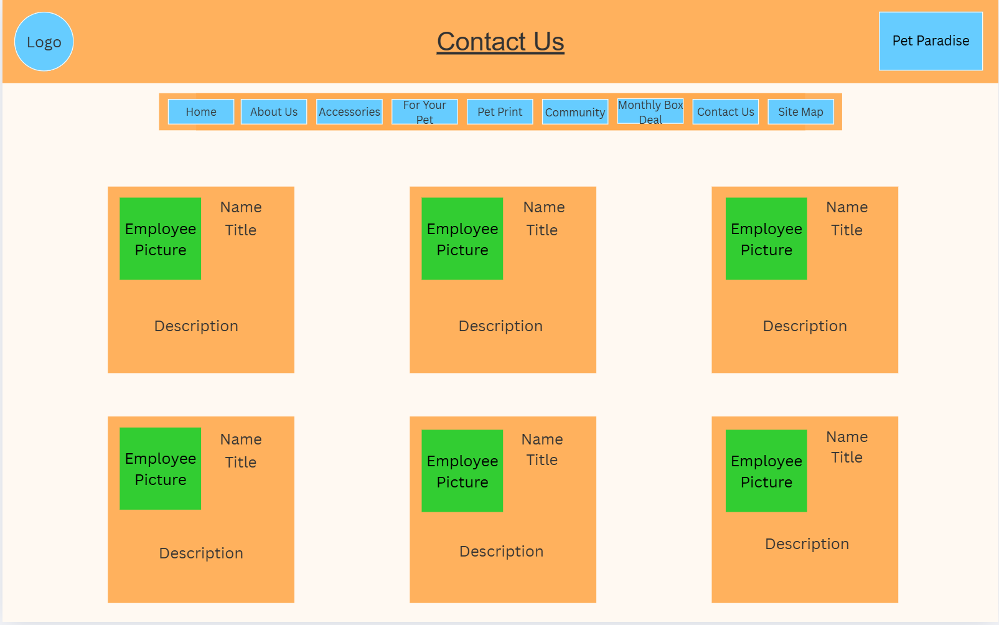 Logo
Contact Us
Pet Paradise
Home
About Us
Accessories
For Your
Pet
Pet Print
Community
Monthly Box
Deal
Contact Us
Site Map
Employee
Picture
Name
Title
Description
Employee
Picture
Name
Title
Description
Employee
Picture
Name
Title
Description
Employee
Picture
Name
Title
Description
Employee
Picture
Name
Title
Description
Employee
Picture
Name
Title
Description